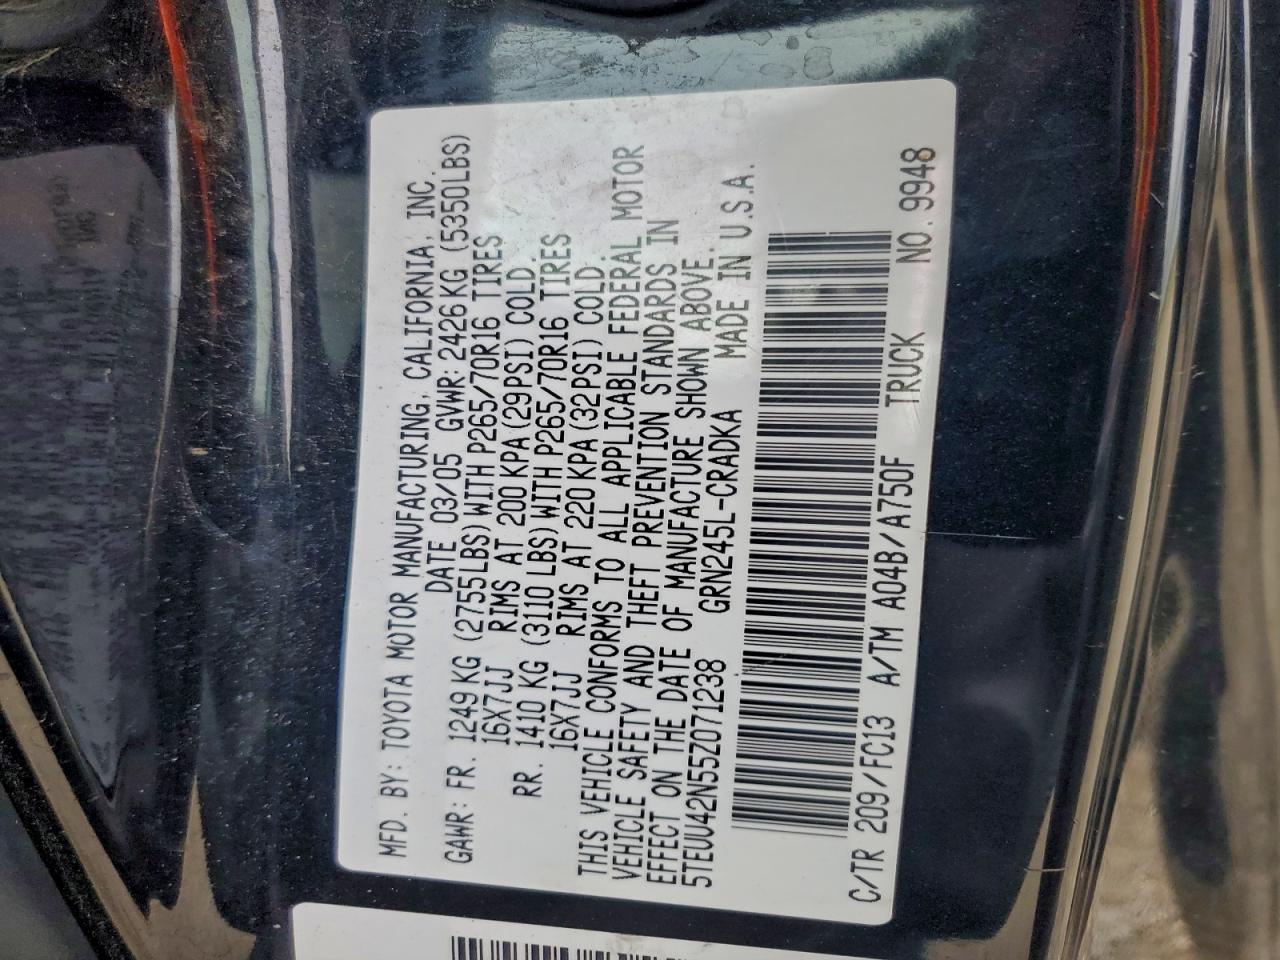 MFD. BY: TOYOTA MOTOR MANUFACTURING, CALIFORNIA, INC.
DATE 03/05 GVWR: 2426 KG (5350LBS)
GAWR: FR. 1249 KG (2755LBS)WITH P265/70R16 TIRES
16X7JJ RIMS AT 200 KPA(29PSI) COLD.
RR. 1410 KG (3110 LBS)WITH P265/70R16 TIRES
16X7JJ RIMS AT 220 KPA(32PSI) COLD
THIS VEHICLE CONFORMS TO ALL APPLICABLE FEDERAL MOTOR
VEHICLE SAFETY AND THEFT PREVENTION STANDARDS IN
EFFECT ON THE DATE OF MANUFACTURE SHOWN ABOVE.
5TEUU42N55Z071238 GRN245L-CRADKA MADE IN U.S.A.
C/TR 209/FC13 A/TM A04B/A750F TRUCK NO. 9948